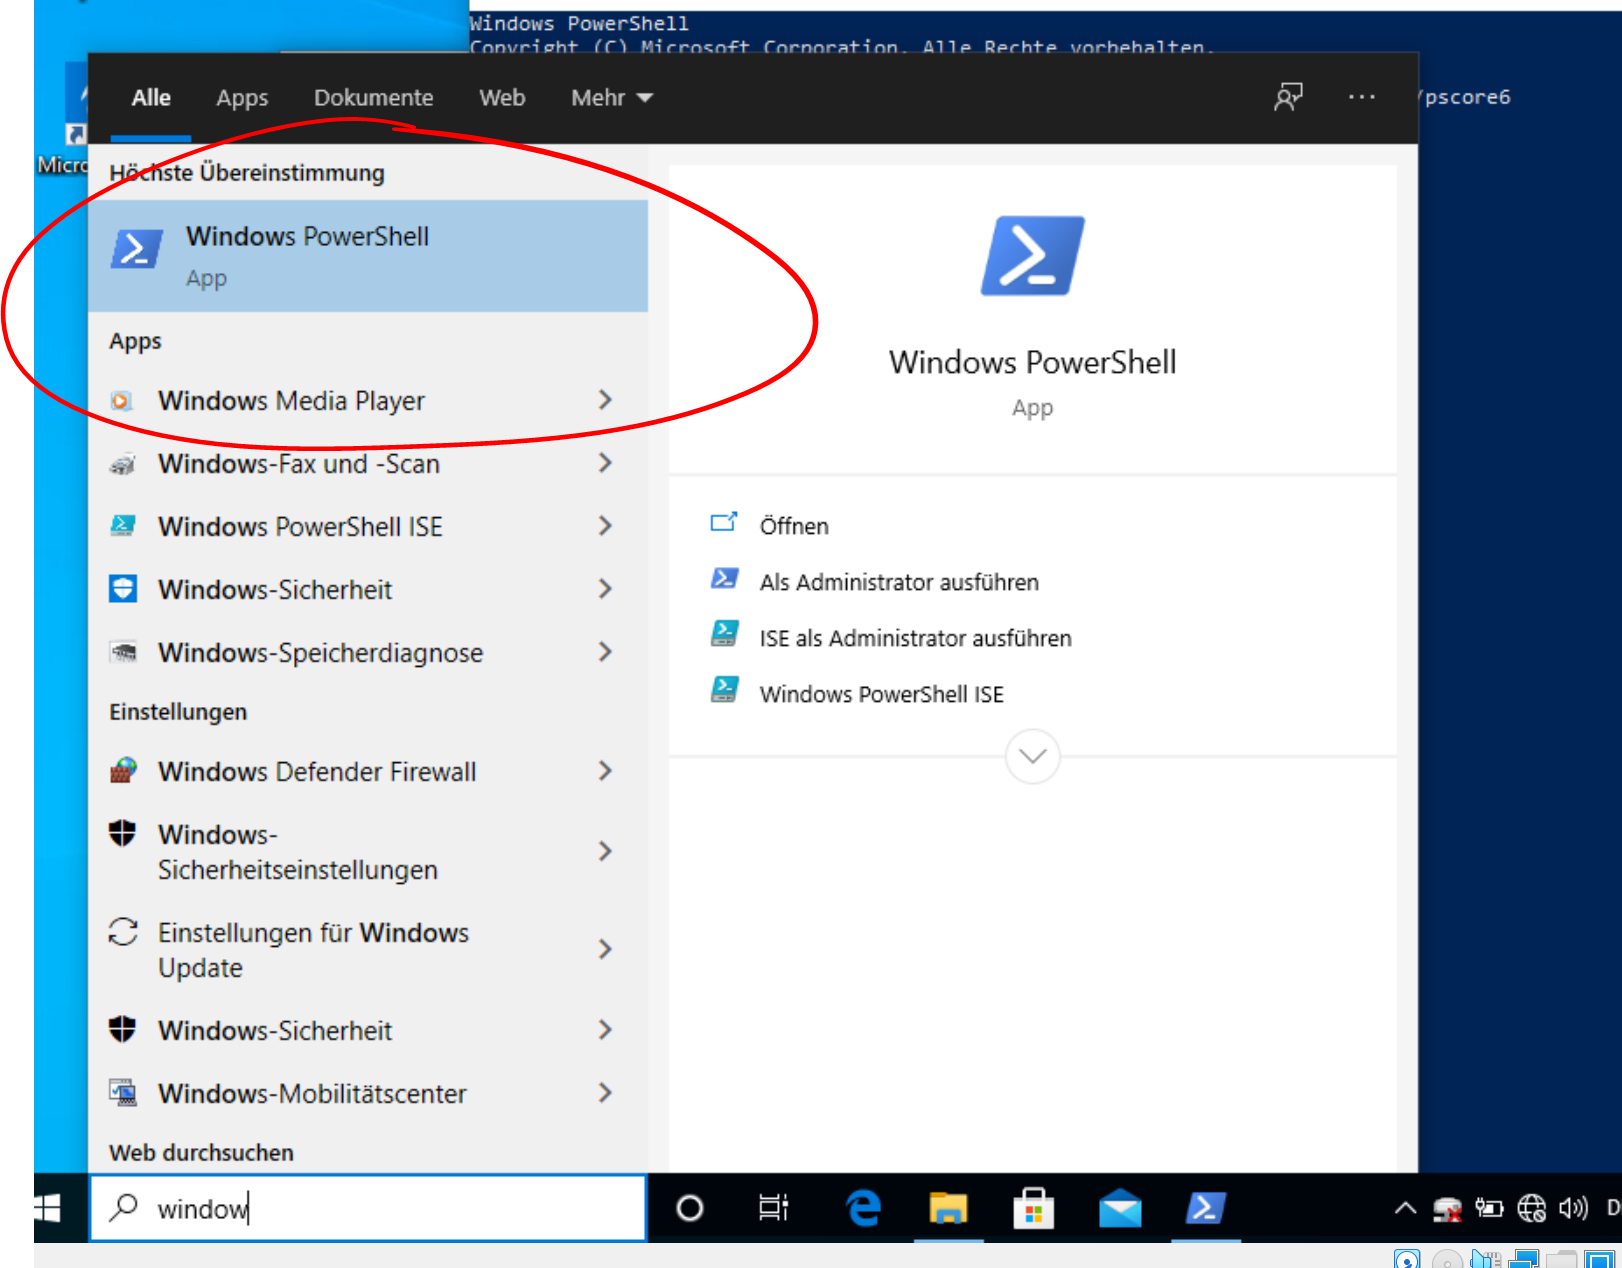 Windows PowerShell
Copyright (C) Microsoft Corporation. Alle Rechte vorbehalten.
/pscore6
Alle Apps Dokumente Web Mehr
Höchste Übereinstimmung
Windows PowerShell
App
Apps
Windows Media Player
Windows-Fax und -Scan
Windows PowerShell ISE
Windows-Sicherheit
Windows-Speicherdiagnose
Einstellungen
Windows Defender Firewall
Windows-
Sicherheitseinstellungen
Einstellungen für Windows
Update
Windows-Sicherheit
Windows-Mobilitätscenter
Web durchsuchen
window
Windows PowerShell
App
Öffnen
Als Administrator ausführen
ISE als Administrator ausführen
Windows PowerShell ISE